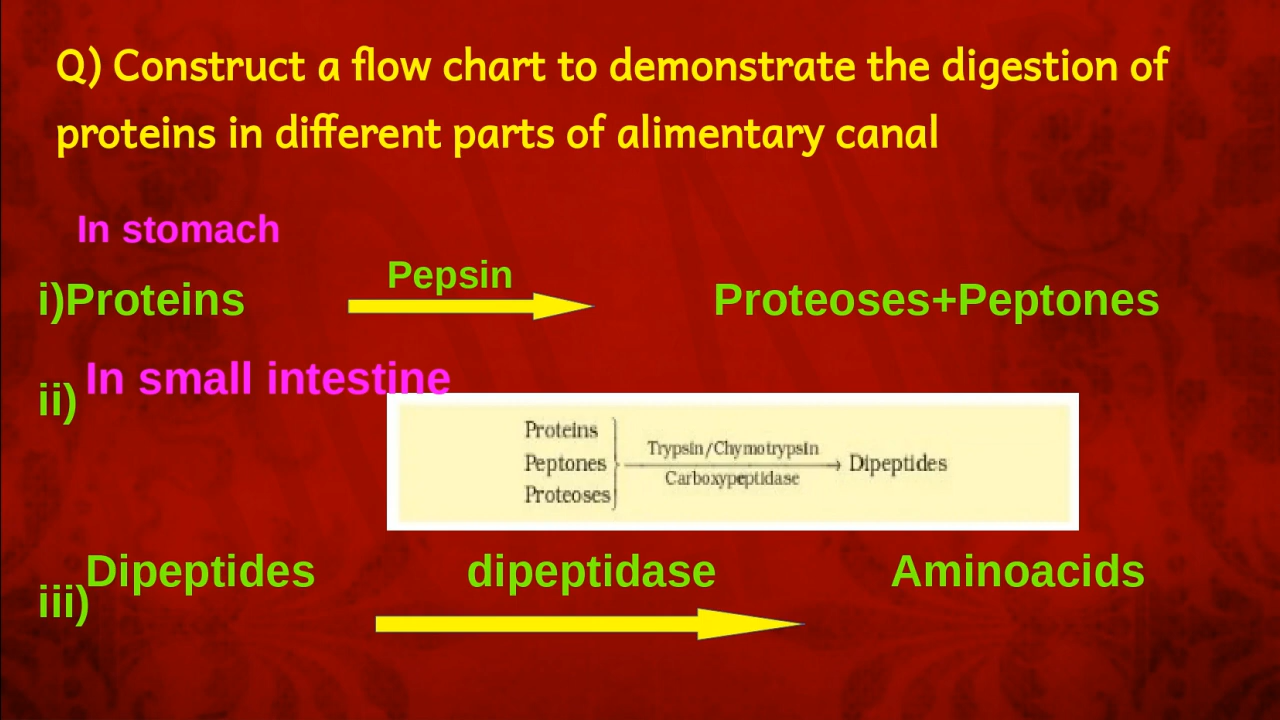 Q) Construct a flow chart to demonstrate the digestion of
proteins in different parts of alimentary canal
In stomach
Pepsin
i)Proteins Proteoses+Peptones
In small intestine
ii)
Proteins
Trypsin/Chymotrypsin
Peptones Dipeptides
Carboxypeptidase
Proteoses
Dipeptides dipeptidase Aminoacids
iii)